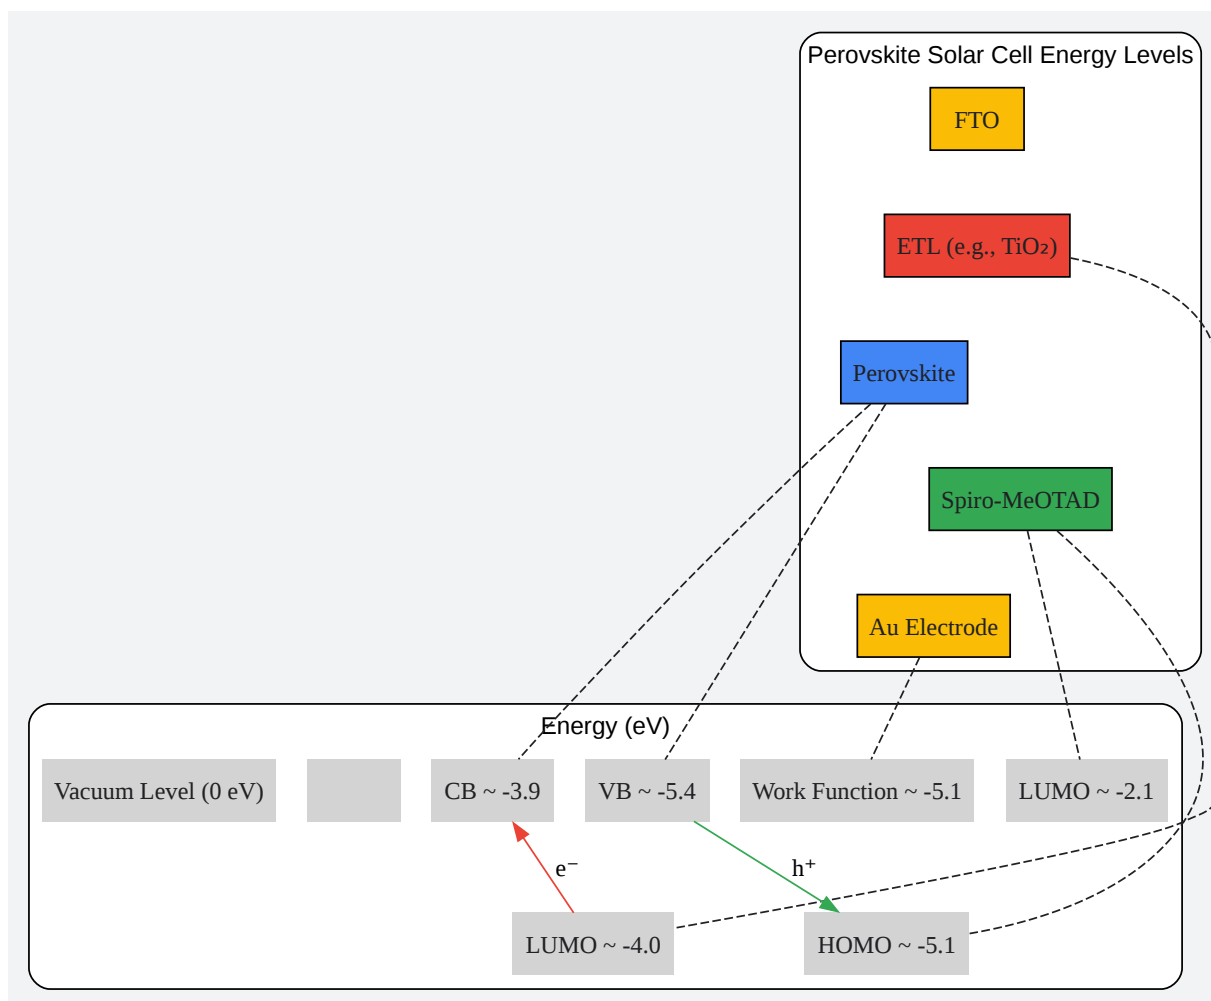 Perovskite Solar Cell Energy Levels
FTO
ETL (e.g., TiO₂)
Perovskite
Spiro-MeOTAD
Au Electrode
Energy (eV)
Vacuum Level (0 eV)
CB ~ -3.9
VB ~ -5.4
Work Function ~ -5.1
LUMO ~ -2.1
e⁻
h⁺
LUMO ~ -4.0
HOMO ~ -5.1